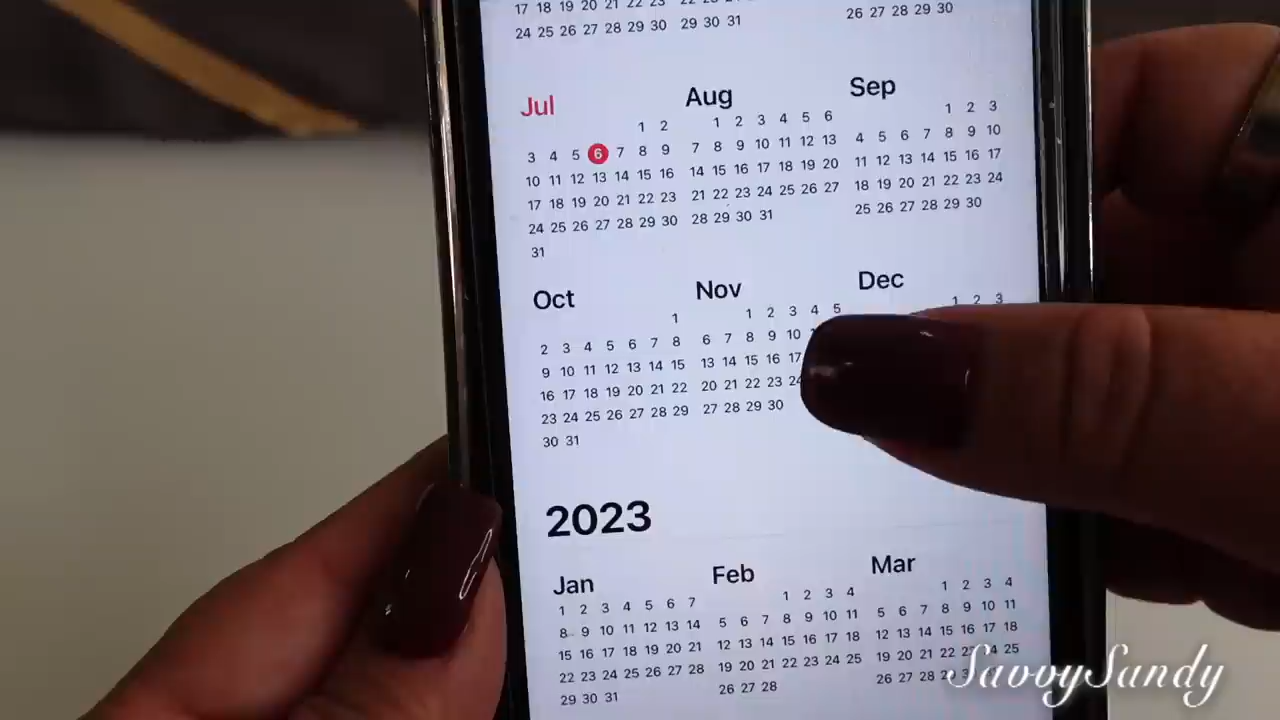 17 18 19 20 21 22 23
24 25 26 27 28 29 30
29 30 31
26 27 28 29 30
Jul
1 2
3 4 5 6 7 8 9
10 11 12 13 14 15 16
17 18 19 20 21 22 23
24 25 26 27 28 29 30
31
Aug
1 2 3 4 5 6
7 8 9 10 11 12 13
14 15 16 17 18 19 20
21 22 23 24 25 26 27
28 29 30 31
Sep
1 2 3
4 5 6 7 8 9 10
11 12 13 14 15 16 17
18 19 20 21 22 23 24
25 26 27 28 29 30
Oct
1
2 3 4 5 6 7 8
9 10 11 12 13 14 15
16 17 18 19 20 21 22
23 24 25 26 27 28 29
30 31
Nov
1 2 3 4 5
6 7 8 9 10
13 14 15 16 17
20 21 22 23 24
27 28 29 30
Dec
1 2 3
2023
Jan
1 2 3 4 5 6 7
8 9 10 11 12 13 14
15 16 17 18 19 20 21
22 23 24 25 26 27 28
29 30 31
Feb
1 2 3 4
5 6 7 8 9 10 11
12 13 14 15 16 17 18
19 20 21 22 23 24 25
26 27 28
Mar
1 2 3 4
5 6 7 8 9 10 11
12 13 14 15 16 17 18
19 20 21 22 23 24 25
26 27 28 29
SavvySandy